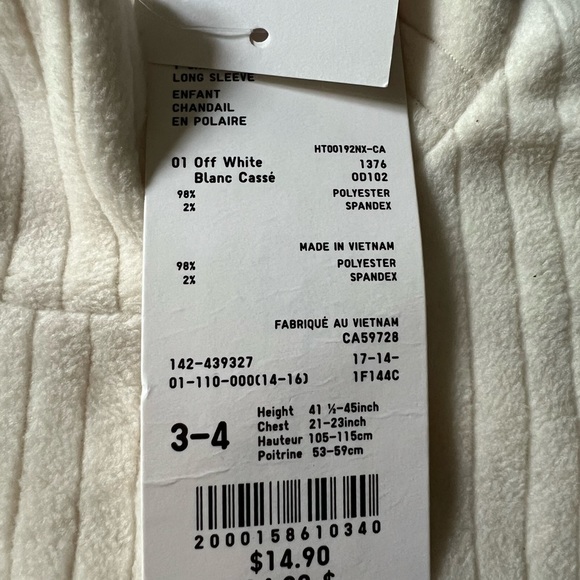 LONG SLEEVE
ENFANT
CHANDAIL
EN POLAIRE
HT00192NX-CA
01 Off White 1376
Blanc Cassé OD102
98% POLYESTER
2% SPANDEX
MADE IN VIETNAM
98% POLYESTER
2% SPANDEX
FABRIQUÉ AU VIETNAM
CA59728
142-439327 17-14-
01-110-000(14-16) 1F144C
3-4
Height 41 ½-45inch
Chest 21-23inch
Hauteur 105-115cm
Poitrine 53-59cm
2000158610340
$14.90